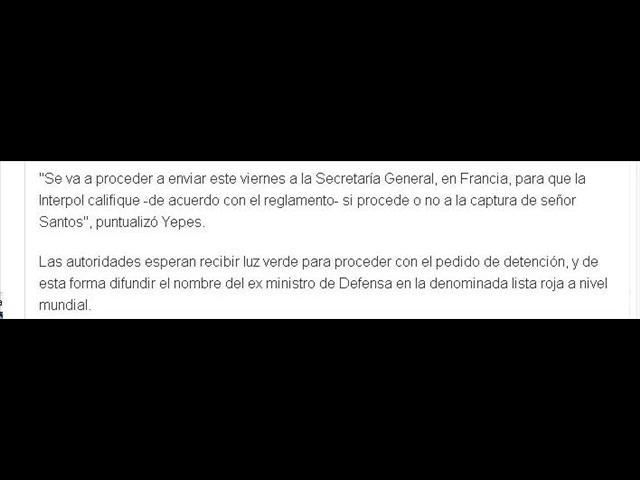 "Se va a proceder a enviar este viernes a la Secretaría General, en Francia, para que la
Interpol califique -de acuerdo con el reglamento- si procede o no a la captura de señor
Santos", puntualizó Yepes.
Las autoridades esperan recibir luz verde para proceder con el pedido de detención, y de
esta forma difundir el nombre del ex ministro de Defensa en la denominada lista roja a nivel
mundial.